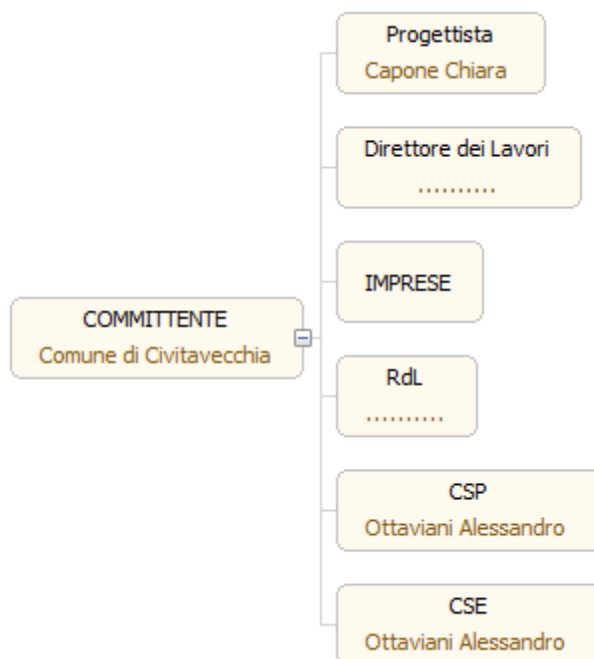 Progettista
Capone Chiara
Direttore dei Lavori
..........
IMPRESE
COMMITTENTE
Comune di Civitavecchia
RdL
..........
CSP
Ottaviani Alessandro
CSE
Ottaviani Alessandro